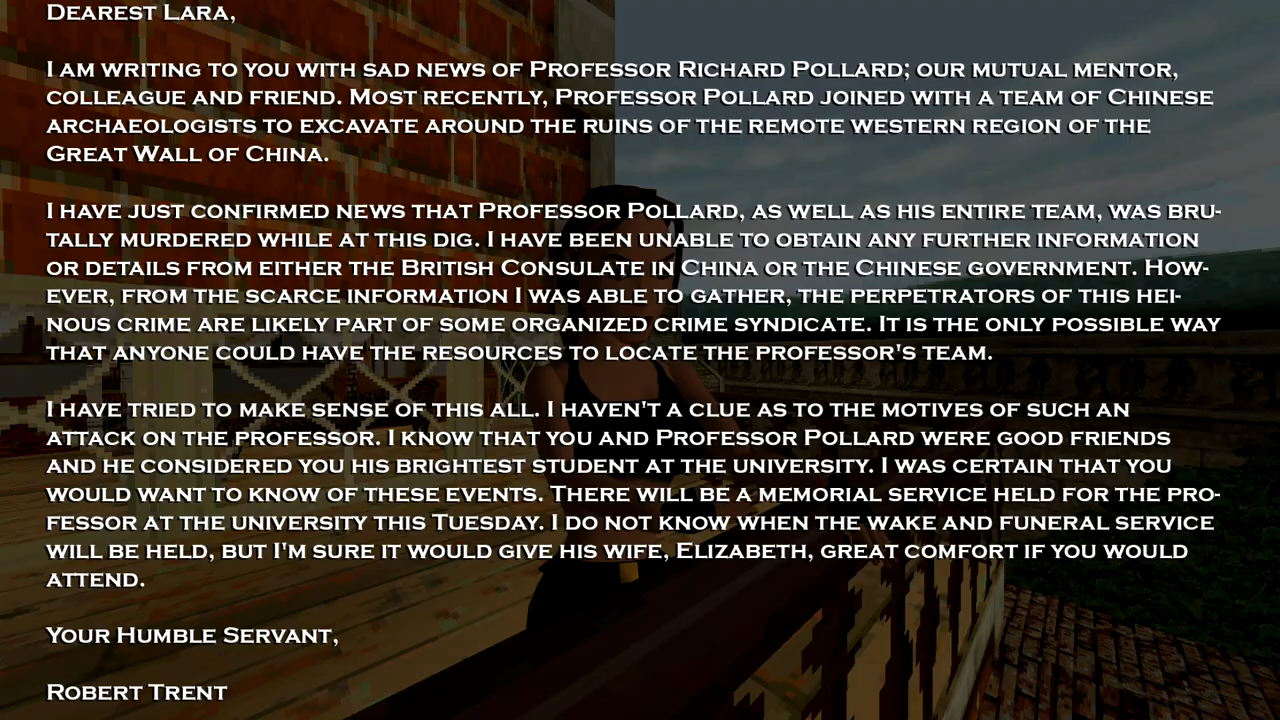 Dearest Lara,
I am writing to you with sad news of Professor Richard Pollard; our mutual mentor,
colleague and friend. Most recently, Professor Pollard joined with a team of Chinese
archaeologists to excavate around the ruins of the remote western region of the
Great Wall of China.
I have just confirmed news that Professor Pollard, as well as his entire team, was bru-
tally murdered while at this dig. I have been unable to obtain any further information
or details from either the British Consulate in China or the Chinese government. How-
ever, from the scarce information I was able to gather, the perpetrators of this hei-
nous crime are likely part of some organized crime syndicate. It is the only possible way
that anyone could have the resources to locate the professor's team.
I have tried to make sense of this all. I haven't a clue as to the motives of such an
attack on the professor. I know that you and Professor Pollard were good friends
and he considered you his brightest student at the university. I was certain that you
would want to know of these events. There will be a memorial service held for the pro-
fessor at the university this Tuesday. I do not know when the wake and funeral service
will be held, but I'm sure it would give his wife, Elizabeth, great comfort if you would
attend.
Your Humble Servant,
Robert Trent